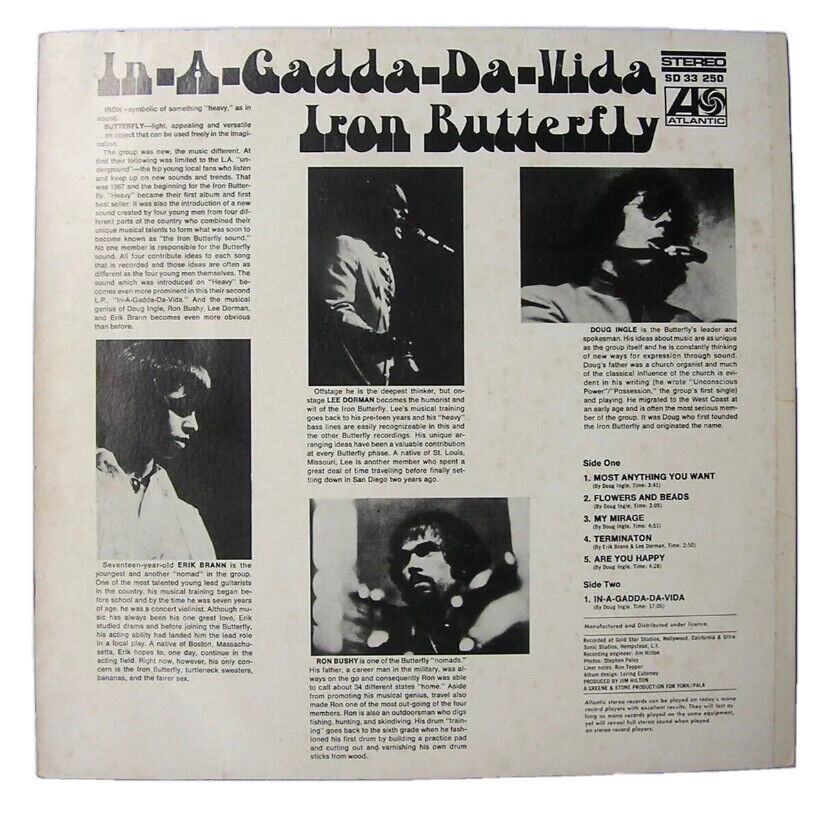 In-A-Gadda-Da-Vida
Iron Butterfly
STEREO
SD 33 250
ATLANTIC
IRON—symbolic of something "heavy," as in
sound.
BUTTERFLY—light, appealing and versatile
... an object that can be used freely in the imagi-
nation.
The group was new, the music different. At
first their following was limited to the L.A. "un-
derground"—the hip young local fans who listen
and keep up on new sounds and trends. That
was 1967 and the beginning for the Iron Butter-
fly. "Heavy" became their first album and first
best seller. It was also the introduction of a new
sound created by four young men from four dif-
ferent parts of the country who combined their
unique musical talents to form what was soon to
become known as "the Iron Butterfly sound."
No one member is responsible for the Butterfly
sound. All four contribute ideas to each song
that is recorded and those ideas are often as
different as the four young men themselves. The
sound which was introduced on "Heavy" be-
comes even more prominent in this their second
L.P., "In-A-Gadda-Da-Vida." And the musical
genius of Doug Ingle, Ron Bushy, Lee Dorman,
and Erik Brann becomes even more obvious
than before.
Seventeen-year-old ERIK BRANN is the
youngest and another "nomad" in the group.
One of the most talented young lead guitarists
in the country, his musical training began be-
fore school and by the time he was seven years
of age, he was a concert violinist. Although mu-
sic has always been his one great love, Erik
studied drams and before joining the Butterfly,
his acting ability had landed him the lead role
in a local play. A native of Boston, Massachu-
setts, Erik hopes to, one day, continue in the
acting field. Right now, however, his only con-
cern is the Iron Butterfly, turtleneck sweaters,
bananas, and the fairer sex.
Offstage he is the deepest thinker, but on-
stage LEE DORMAN becomes the humorist and
wit of the Iron Butterfly. Lee's musical training
goes back to his pre-teen years and his "heavy"
bass lines are easily recognizeable in this and
the other Butterfly recordings. His unique ar-
ranging ideas have been a valuable contribution
at every Butterfly phase. A native of St. Louis,
Missouri, Lee is another member who spent a
great deal of time travelling before finally set-
tling down in San Diego two years ago.
RON BUSHY is one of the Butterfly "nomads."
His father, a career man in the military, was al-
ways on the go and consequently Ron was able
to call about 34 different states "home." Aside
from promoting his musical genius, travel also
made Ron one of the most out-going of the four
members. Ron is also an outdoorsman who digs
fishing, hunting, and skindiving. His drum "train-
ing" goes back to the sixth grade when he fash-
ioned his first drum by building a practice pad
and cutting out and varnishing his own drum
sticks from wood.
DOUG INGLE is the Butterfly's leader and
spokesman. His ideas about music are as unique
as the group itself and he is constantly thinking
of new ways for expression through sound.
Doug's father was a church organist and much
of the classical influence of the church is evi-
dent in his writing (he wrote "Unconscious
Power"/"Possession," the group's first single)
and playing. He migrated to the West Coast at
an early age and is often the most serious mem-
ber of the group. It was Doug who first founded
the Iron Butterfly and originated the name.
Side One
1. MOST ANYTHING YOU WANT
(By Doug Ingle, Time: 3:41)
2. FLOWERS AND BEADS
(By Doug Ingle, Time: 3:05)
3. MY MIRAGE
(By Doug Ingle, Time: 4:51)
4. TERMINATON
(By Erik Brann & Lee Dorman, Time: 2:50)
5. ARE YOU HAPPY
(By Doug Ingle, Time: 4:28)
Side Two
1. IN-A-GADDA-DA-VIDA
(By Doug Ingle, Time: 17:05)
Manufactured and Distributed under licence.
Recorded at Gold Star Studios, Hollywood, California & Ultra-
Sonic Studios, Hempstead, L.I.
Recording engineer: Jim Hilton
Photos: Stephen Paley
Liner notes: Ron Tepper
Album design: Loring Eutemey
PRODUCED BY JIM HILTON
A GREENE & STONE PRODUCTION FOR YORK/PALA
Atlantic stereo records can be played on today's mono
record players with excellent results. They will last as
long as mono records played on the same equipment,
yet will reveal full stereo sound when played
on stereo record players.